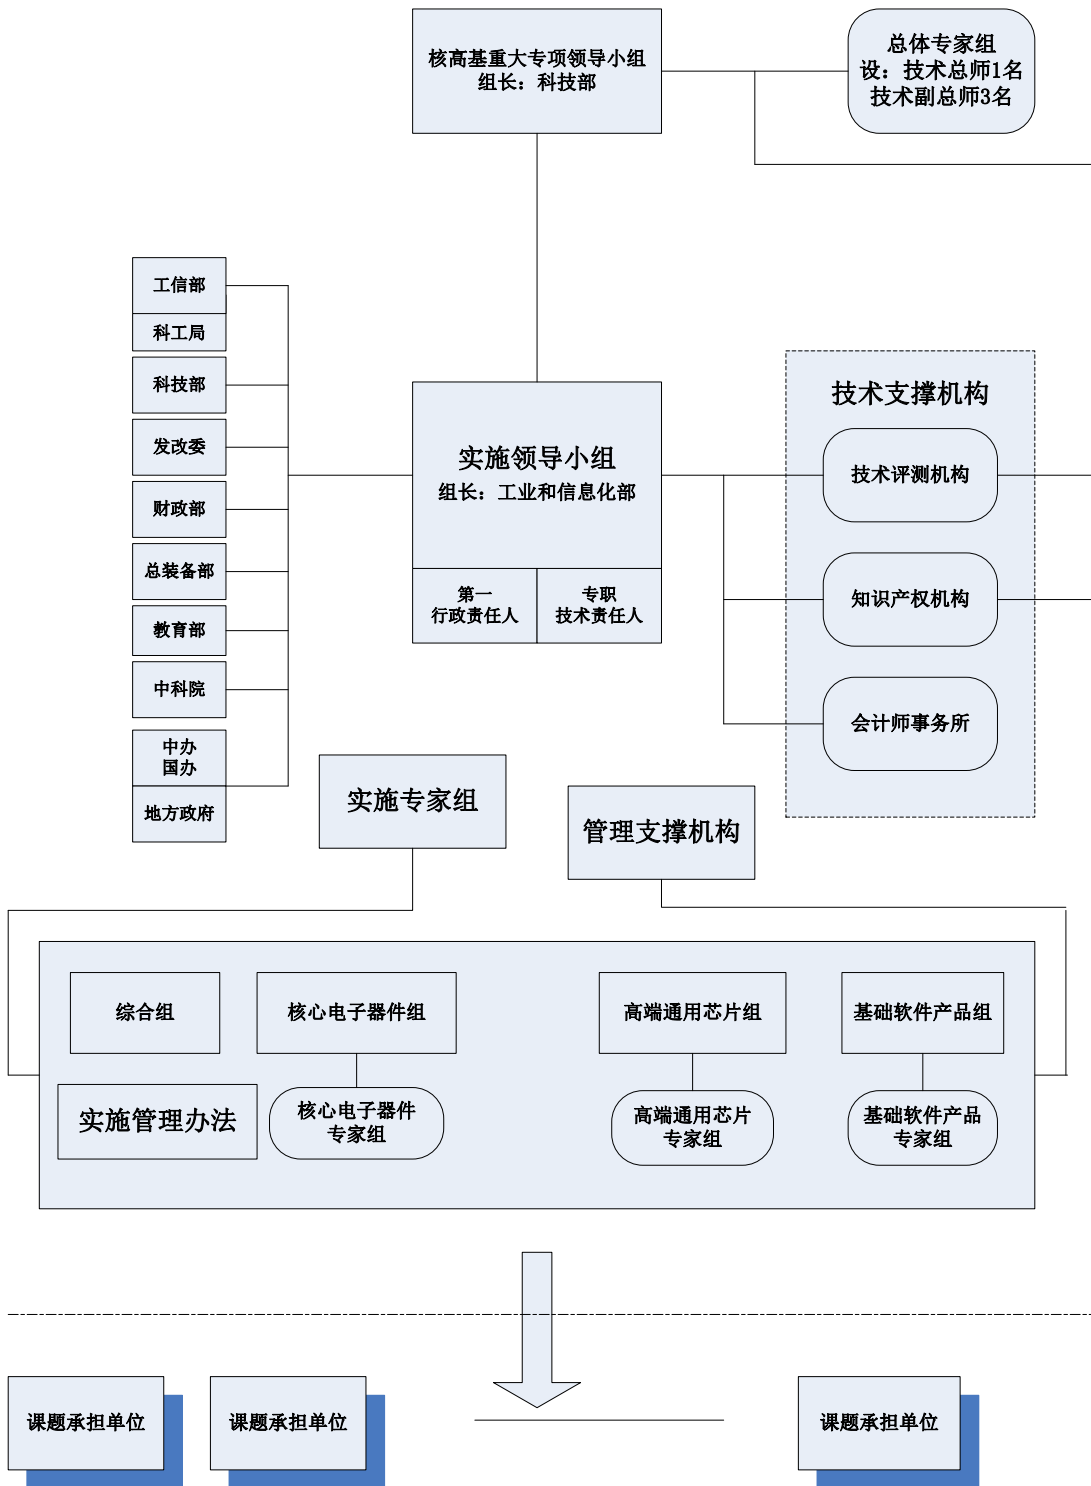 核高基重大专项领导小组
组长：科技部
总体专家组
设：技术总师1名
技术副总师3名
工信部
科工局
科技部
发改委
财政部
总装备部
教育部
中科院
中办
国办
地方政府
实施领导小组
组长：工业和信息化部
第一
行政责任人
专职
技术责任人
技术支撑机构
技术评测机构
知识产权机构
会计师事务所
实施专家组
管理支撑机构
综合组
核心电子器件组
高端通用芯片组
基础软件产品组
实施管理办法
核心电子器件
专家组
高端通用芯片
专家组
基础软件产品
专家组
课题承担单位
课题承担单位
课题承担单位